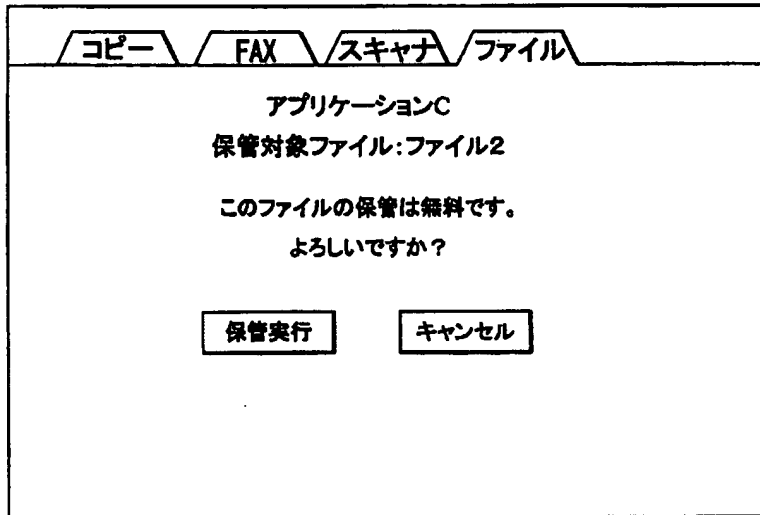 コピー FAX スキャナ ファイル
アプリケーションC
保管対象ファイル:ファイル2
このファイルの保管は無料です。
よろしいですか?
保管実行 キャンセル